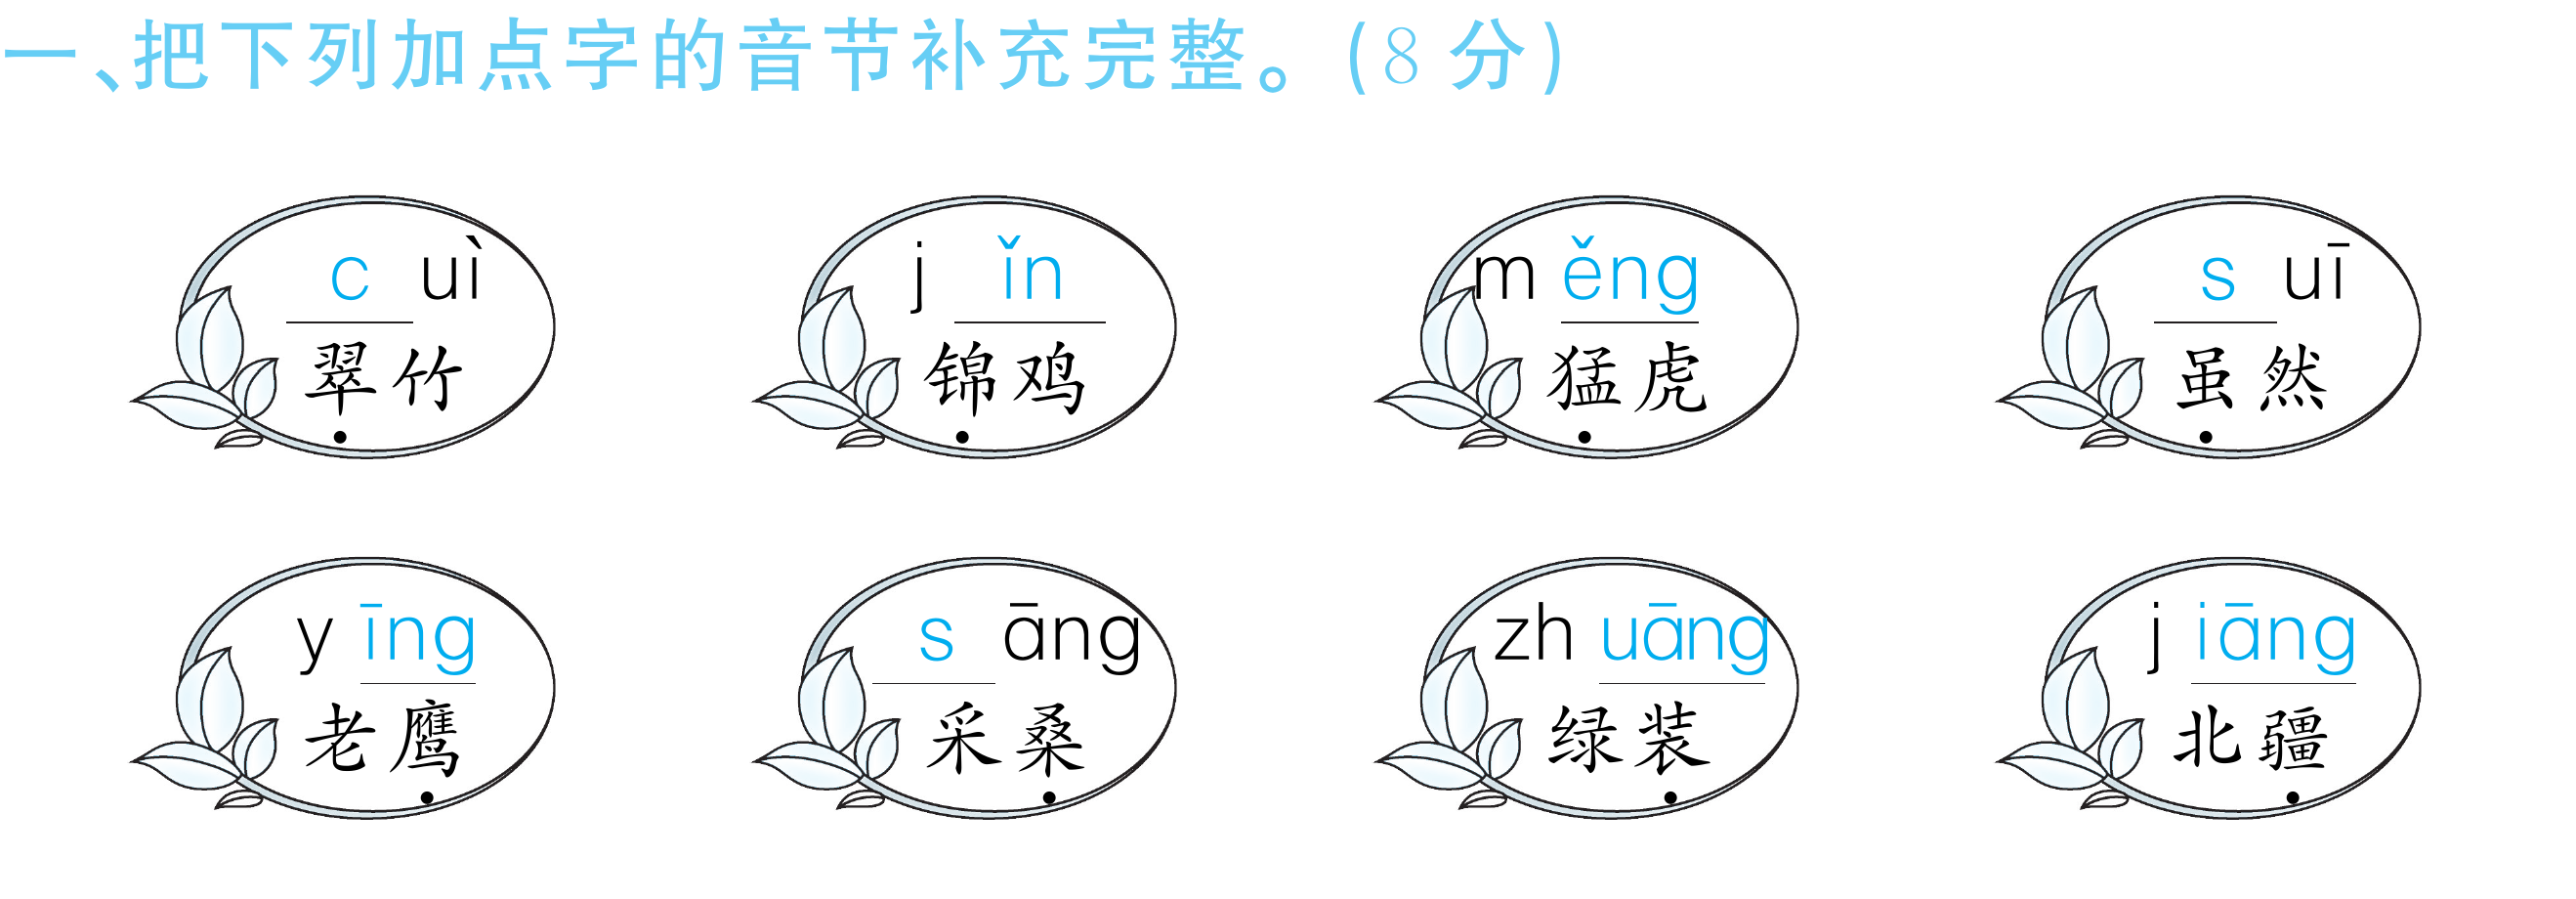 一、把下列加点字的音节补充完整。(8 分)
c uì j ǐn m ěng s uī
翠竹 锦鸡 猛虎 虽然
y īng s āng zh uāng j iāng
老鹰 采桑 绿装 北疆